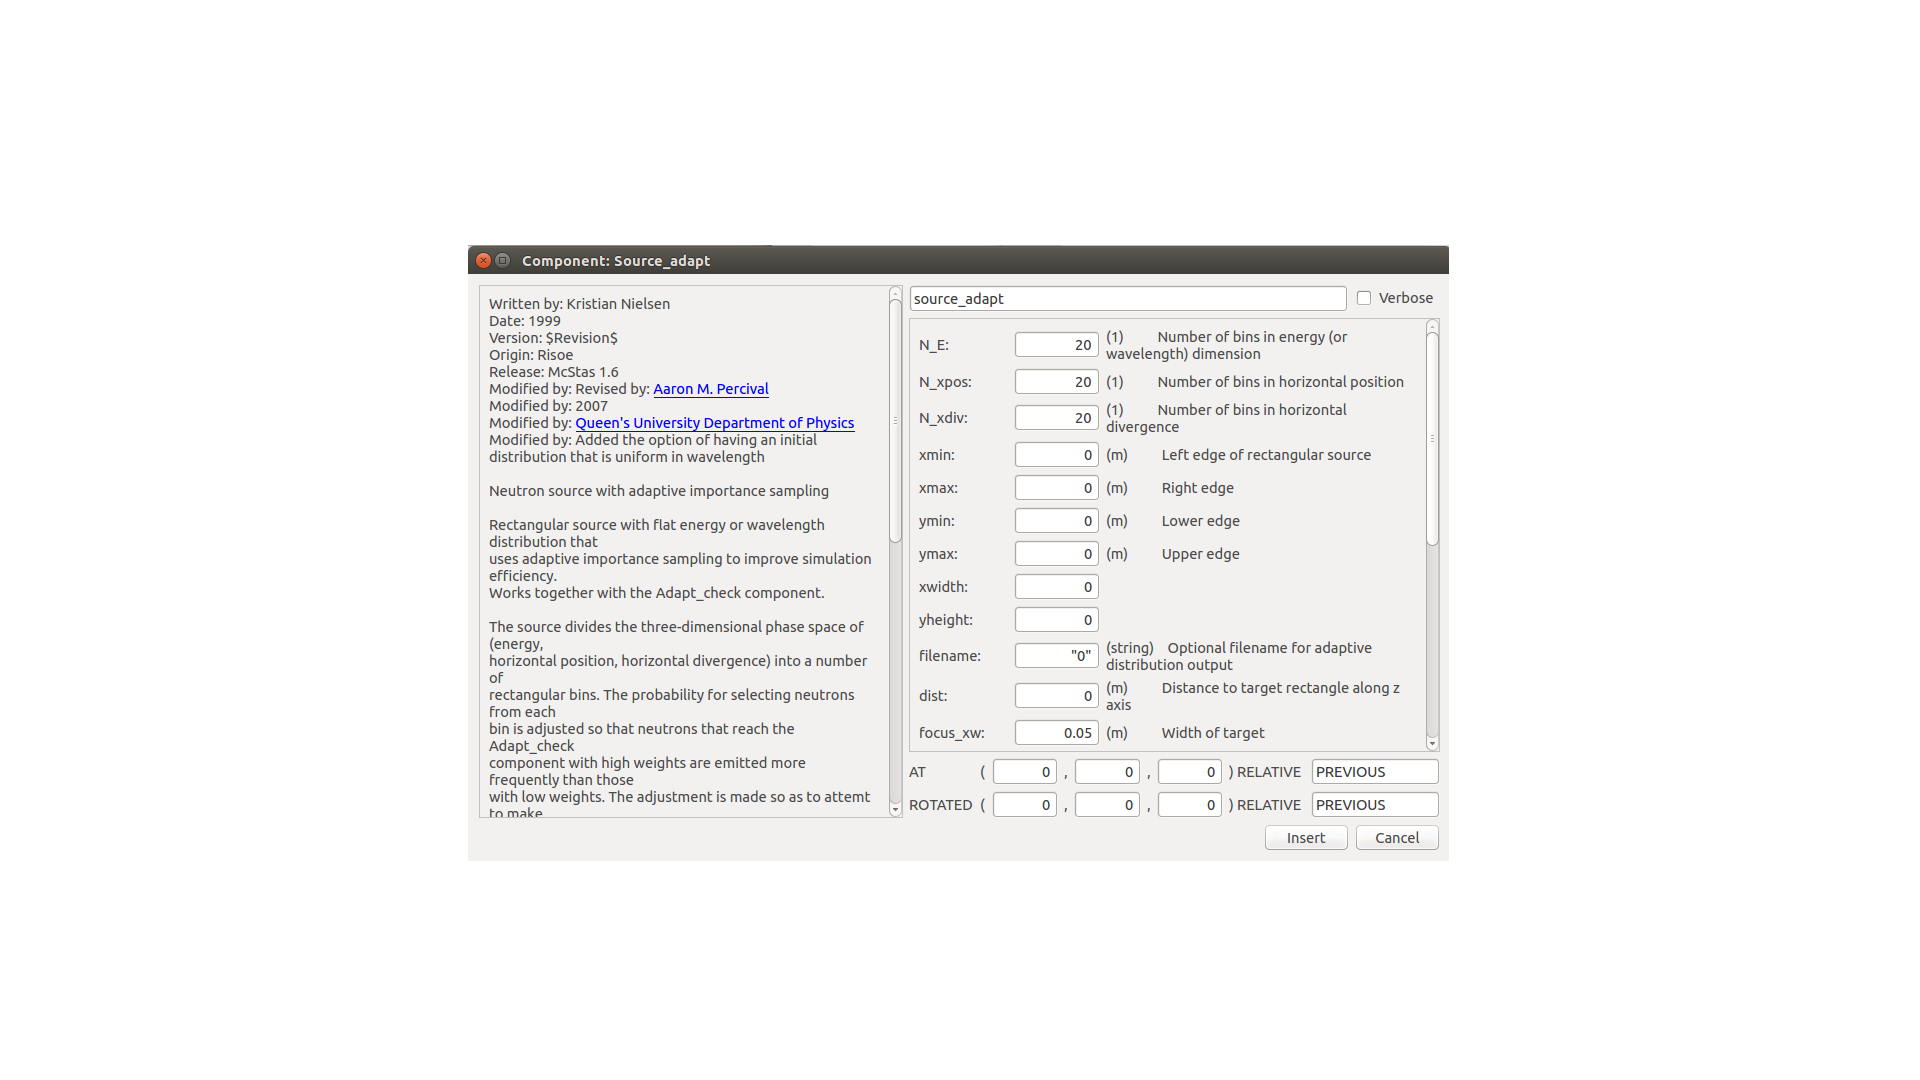 Component: Source_adapt
Written by: Kristian Nielsen
Date: 1999
Version: $Revision$
Origin: Risoe
Release: McStas 1.6
Modified by: Revised by: Aaron M. Percival
Modified by: 2007
Modified by: Queen's University Department of Physics
Modified by: Added the option of having an initial
distribution that is uniform in wavelength
Neutron source with adaptive importance sampling
Rectangular source with flat energy or wavelength
distribution that
uses adaptive importance sampling to improve simulation
efficiency.
Works together with the Adapt_check component.
The source divides the three-dimensional phase space of
(energy,
horizontal position, horizontal divergence) into a number
of
rectangular bins. The probability for selecting neutrons
from each
bin is adjusted so that neutrons that reach the
Adapt_check
component with high weights are emitted more
frequently than those
with low weights. The adjustment is made so as to attemt
to make
source_adapt Verbose
N_E: 20 (1) Number of bins in energy (or
wavelength) dimension
N_xpos: 20 (1) Number of bins in horizontal position
N_xdiv: 20 (1) Number of bins in horizontal
divergence
xmin: 0 (m) Left edge of rectangular source
xmax: 0 (m) Right edge
ymin: 0 (m) Lower edge
ymax: 0 (m) Upper edge
xwidth: 0
yheight: 0
filename: "0" (string) Optional filename for adaptive
distribution output
dist: 0 (m) Distance to target rectangle along z
axis
focus_xw: 0.05 (m) Width of target
AT ( 0 , 0 , 0 ) RELATIVE PREVIOUS
ROTATED ( 0 , 0 , 0 ) RELATIVE PREVIOUS
Insert Cancel